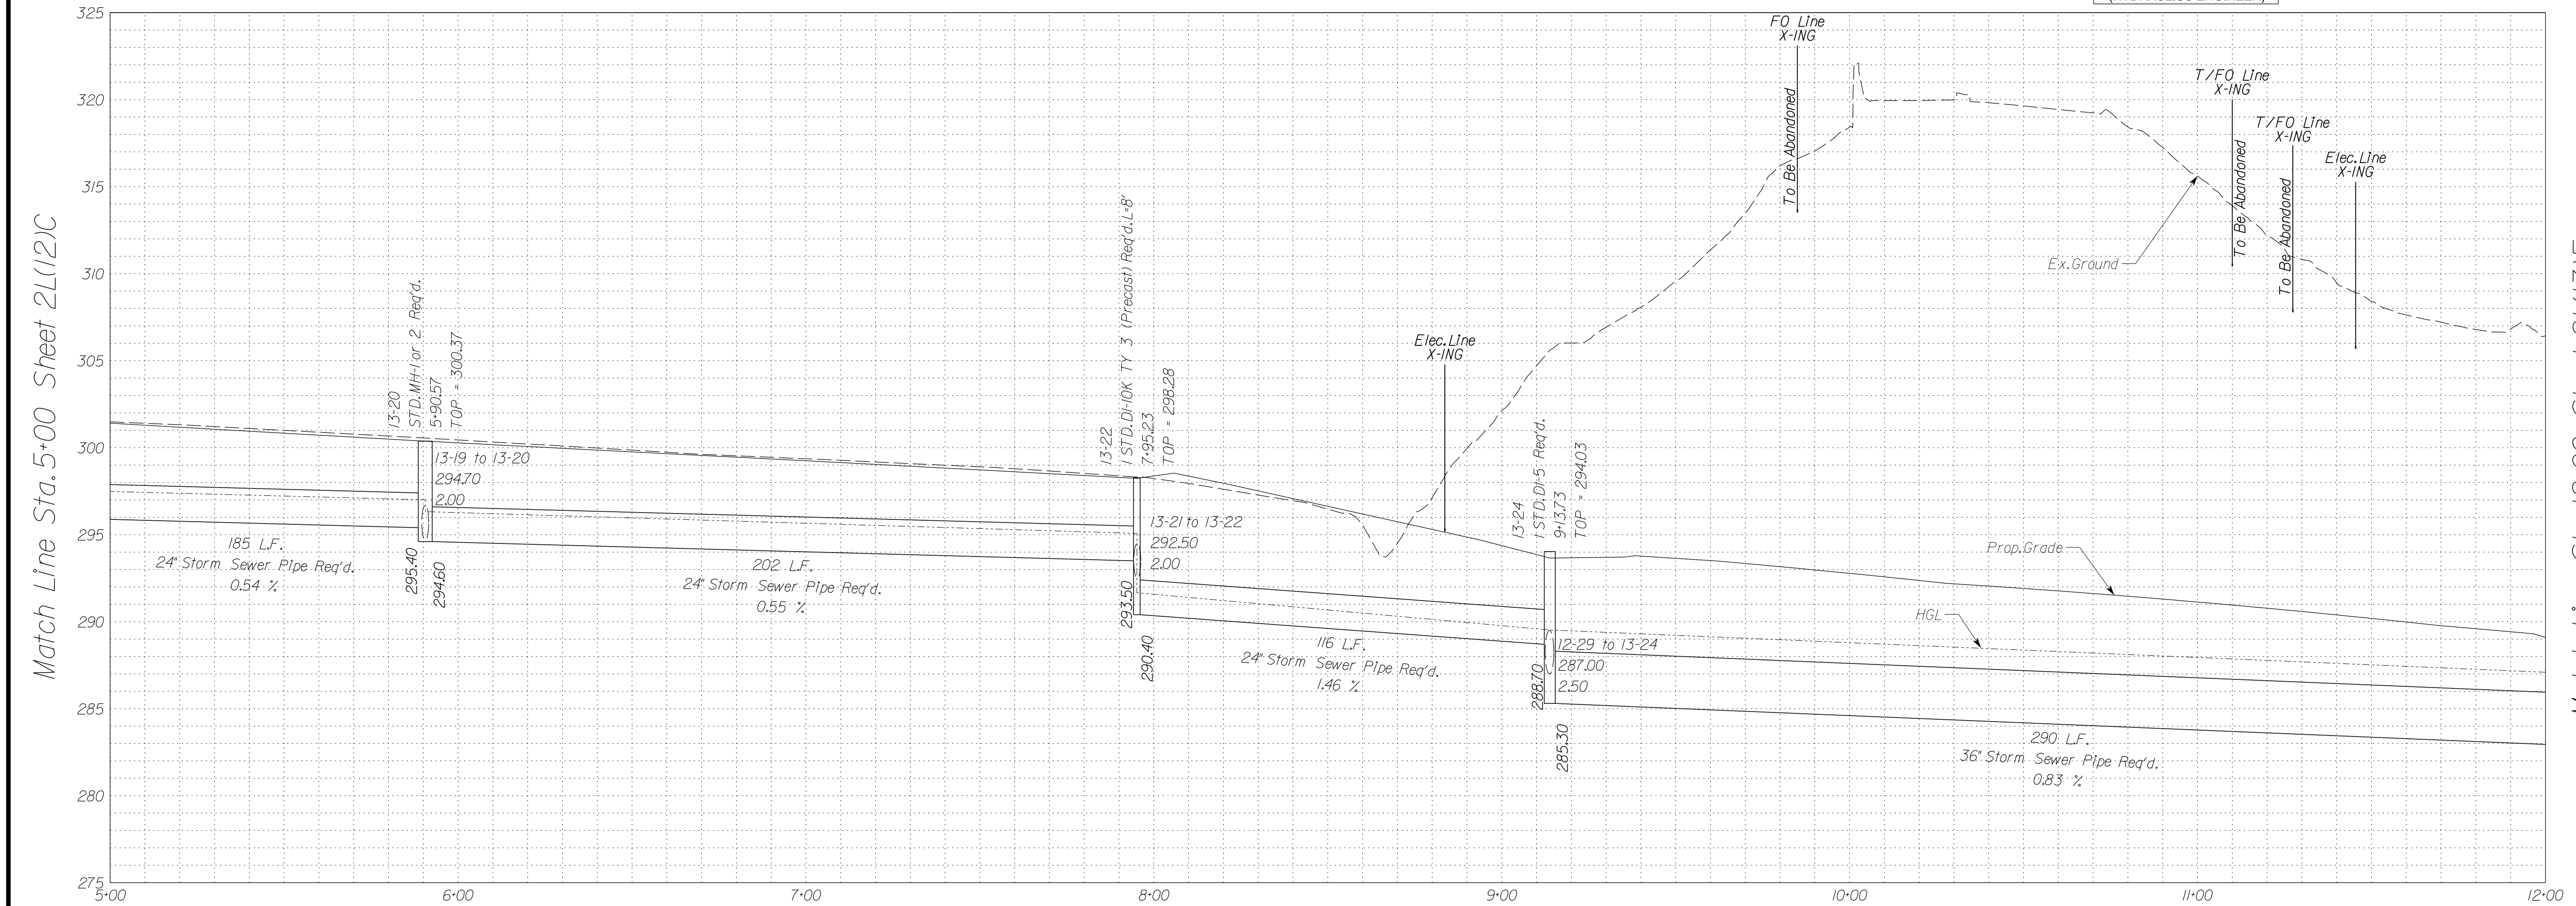 Match Line Sta. 5+00 Sheet 2L(12)C
325
320
315
310
305
300
295
290
285
280
275
5+00
6+00
7+00
8+00
9+00
10+00
11+00
12+00
13-20
STD. MH-1 or 2 Req'd.
5+90.57
TOP = 300.37
13-19 to 13-20
294.70
2.00
185 L.F.
24" Storm Sewer Pipe Req'd.
0.54 %
295.40
294.60
202 L.F.
24" Storm Sewer Pipe Req'd.
0.55 %
13-22
1 STD. DI-10K TY 3 (Precast) Req'd. L=8'
7+95.23
TOP = 298.28
13-21 to 13-22
292.50
2.00
293.50
290.40
116 L.F.
24" Storm Sewer Pipe Req'd.
1.46 %
Elec. Line
X-ING
13-24
1 STD. DI-5 Req'd.
9+13.73
TOP = 294.03
12-29 to 13-24
287.00
2.50
288.70
285.30
FO Line
X-ING
To Be Abandoned
T/FO Line
X-ING
To Be Abandoned
T/FO Line
X-ING
To Be Abandoned
Elec. Line
X-ING
Ex. Ground
Prop. Grade
HGL
290 L.F.
36" Storm Sewer Pipe Req'd.
0.83 %